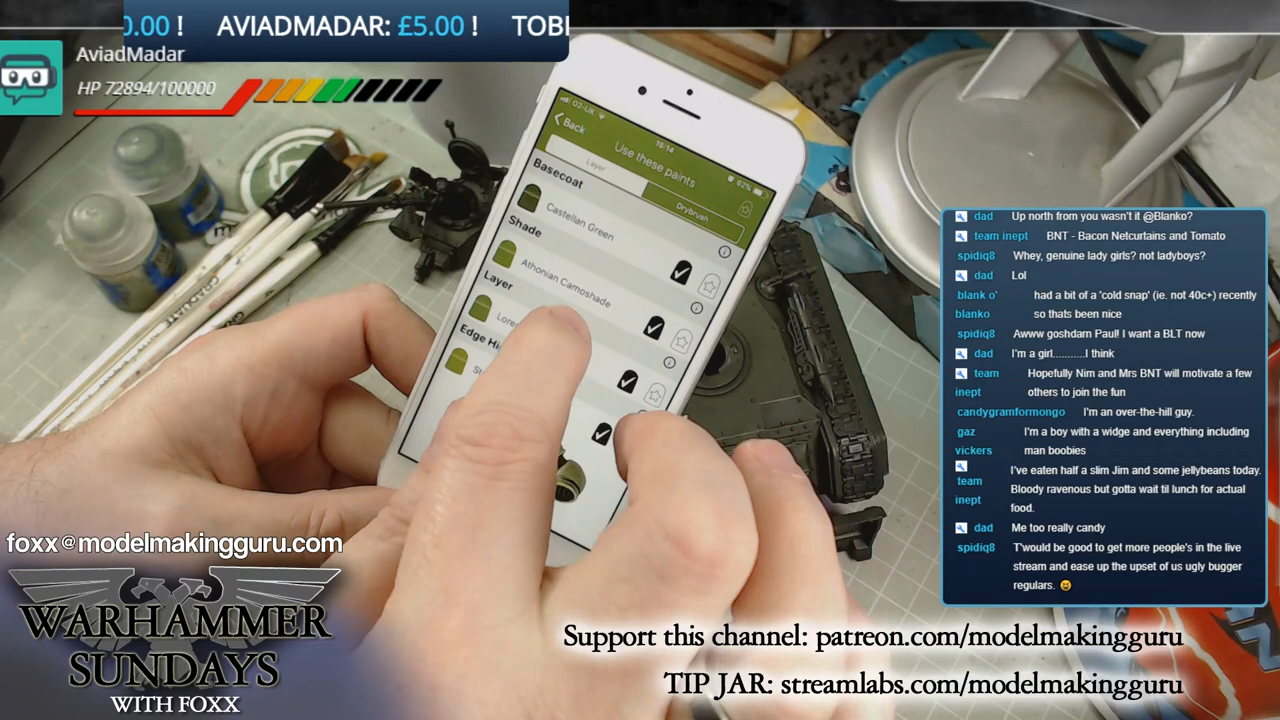 0.00 ! AVIADMADAR: £5.00 ! TOBI
AviadMadar
HP 72894/100000
O2-UK 16:14 62%
Back
Use these paints
Layer Drybrush
Basecoat
Castellan Green
Shade
Athonian Camoshade
Layer
Lore
Edge Hi
dad Up north from you wasn't it @Blanko?
team inept BNT - Bacon Netcurtains and Tomato
spidiq8 Whey, genuine lady girls? not ladyboys?
dad Lol
blank o' had a bit of a 'cold snap' (ie. not 40c+) recently
blanko so thats been nice
spidiq8 Awww goshdarn Paul! I want a BLT now
dad I'm a girl..........I think
team Hopefully Nim and Mrs BNT will motivate a few
inept others to join the fun
candygramformongo I'm an over-the-hill guy.
gaz I'm a boy with a widge and everything including
vickers man boobies
team I've eaten half a slim Jim and some jellybeans today.
inept Bloody ravenous but gotta wait til lunch for actual
food.
dad Me too really candy
spidiq8 T'would be good to get more people's in the live
stream and ease up the upset of us ugly bugger
regulars. 😀
foxx@modelmakingguru.com
WARHAMMER
SUNDAYS
WITH FOXX
Support this channel: patreon.com/modelmakingguru
TIP JAR: streamlabs.com/modelmakingguru